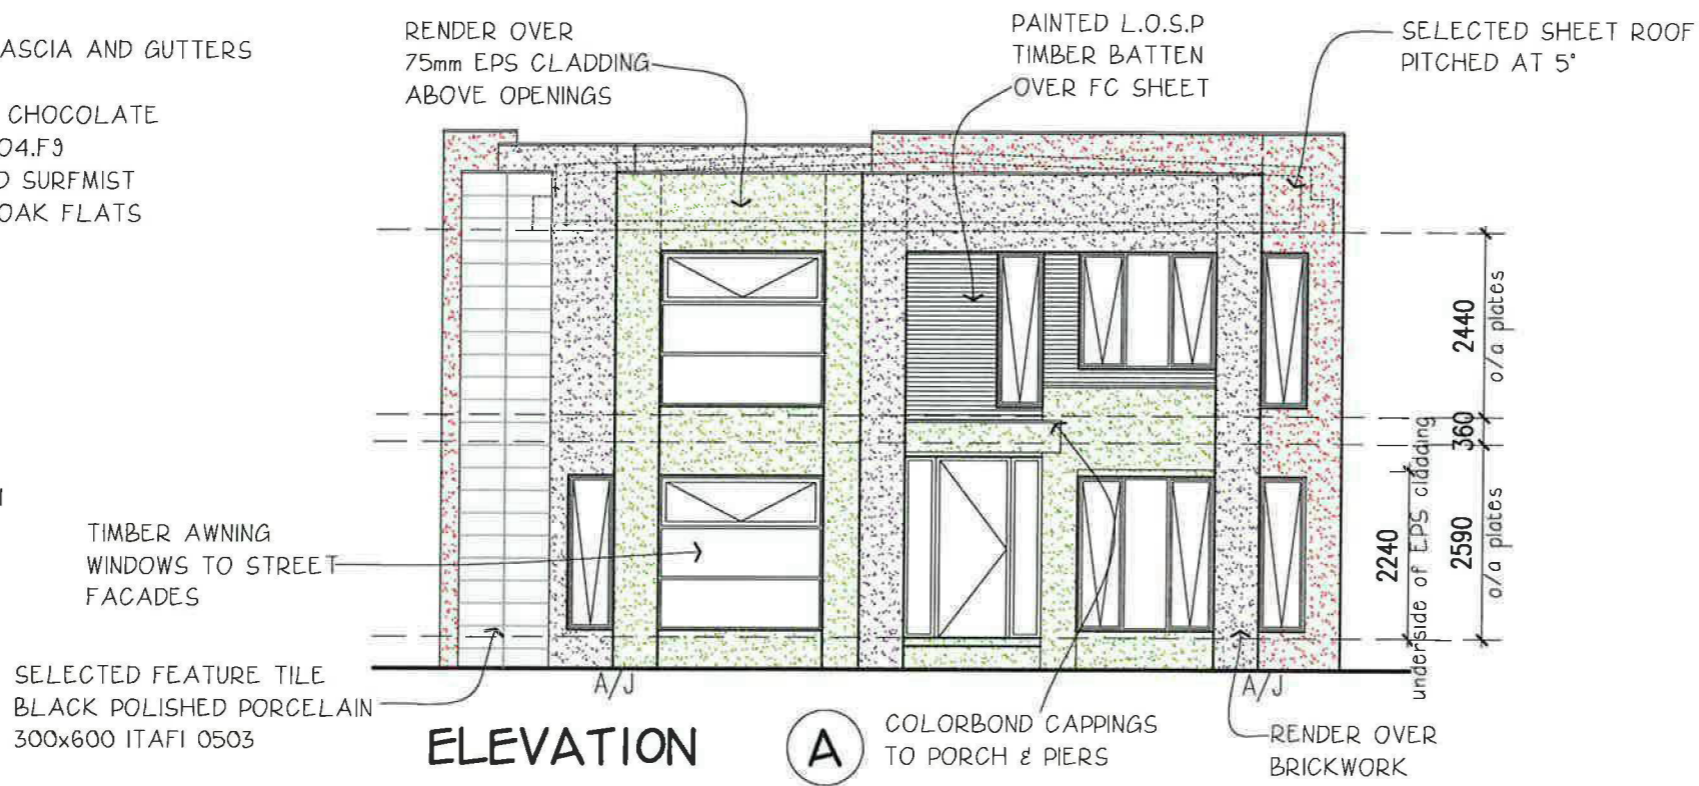 ASCIA AND GUTTERS
CHOCOLATE
04.F9
D SURFMIST
OAK FLATS
RENDER OVER
75mm EPS CLADDING
ABOVE OPENINGS
PAINTED L.O.S.P
TIMBER BATTEN
OVER FC SHEET
SELECTED SHEET ROOF
PITCHED AT 5°
2440
o/a plates
360
2590
o/a plates
2240
underside of EPS cladding
TIMBER AWNING
WINDOWS TO STREET
FACADES
SELECTED FEATURE TILE
BLACK POLISHED PORCELAIN
300x600 ITAFI 0503
A/J
A/J
ELEVATION A
COLORBOND CAPPINGS
TO PORCH & PIERS
RENDER OVER
BRICKWORK